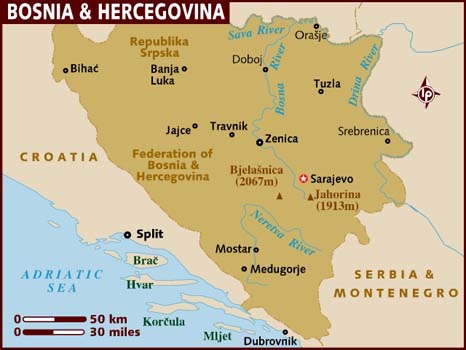 BOSNIA & HERCEGOVINA
Sava River
Orašje
Republika
Srpska
Doboj
Bihać
Banja
Luka
Bosna
River
Tuzla
Drina River
lp
Jajce
Travnik
Zenica
Srebrenica
CROATIA
Federation of
Bosnia &
Hercegovina
Bjelašnica
(2067m)
Sarajevo
Jahorina
(1913m)
Neretva River
Split
Mostar
Medugorje
Brač
Hvar
ADRIATIC
SEA
SERBIA &
MONTENEGRO
Korčula
Mljet
Dubrovnik
0
50 km
0
30 miles